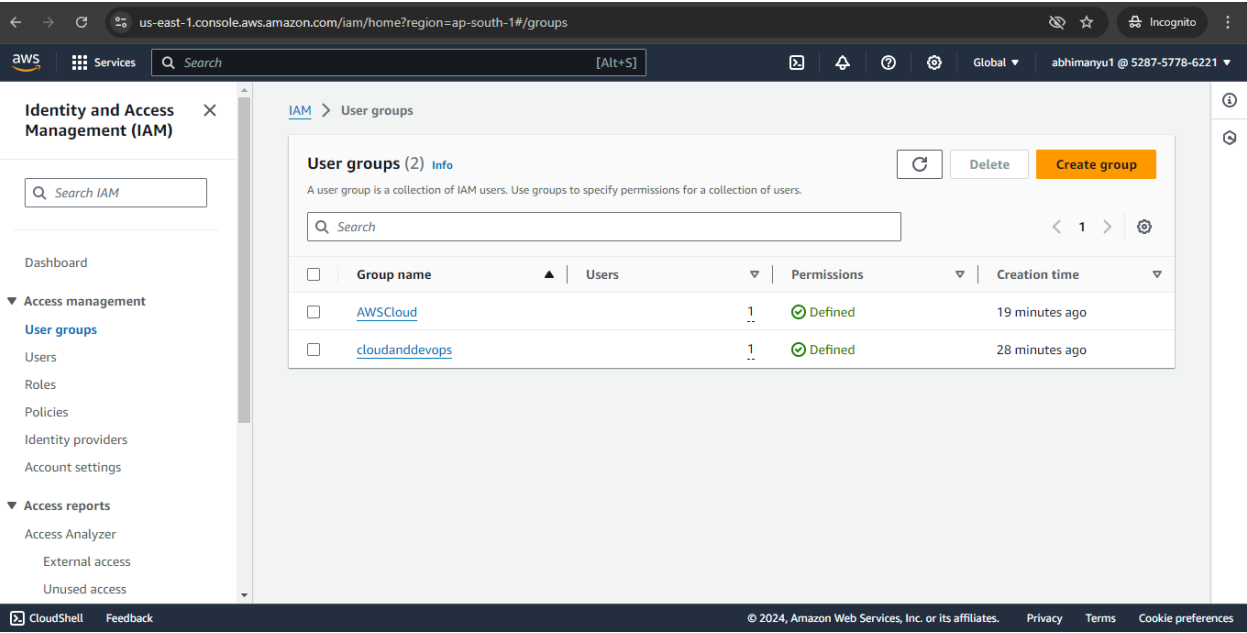 us-east-1.console.aws.amazon.com/iam/home?region=ap-south-1#/groups
Incognito
aws
Services
Search
[Alt+S]
Global
abhimanyu1 @ 5287-5778-6221
Identity and Access
Management (IAM)
Search IAM
Dashboard
Access management
User groups
Users
Roles
Policies
Identity providers
Account settings
Access reports
Access Analyzer
External access
Unused access
IAM > User groups
User groups (2) Info
Delete
Create group
A user group is a collection of IAM users. Use groups to specify permissions for a collection of users.
Search
1
Group name Users Permissions Creation time
AWSCloud 1 Defined 19 minutes ago
cloudanddevops 1 Defined 28 minutes ago
CloudShell Feedback
© 2024, Amazon Web Services, Inc. or its affiliates. Privacy Terms Cookie preferences